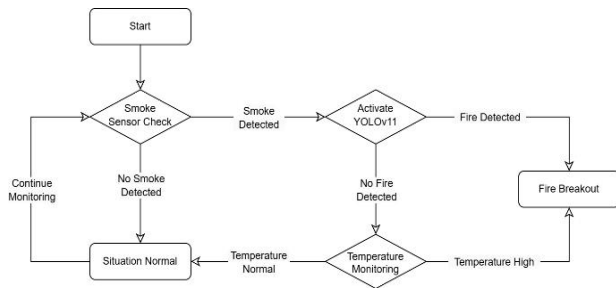 Start
Smoke
Sensor Check
Smoke
Detected
Activate
YOLOv11
Fire Detected
Continue
Monitoring
No Smoke
Detected
No Fire
Detected
Fire Breakout
Situation Normal
Temperature
Normal
Temperature
Monitoring
Temperature High